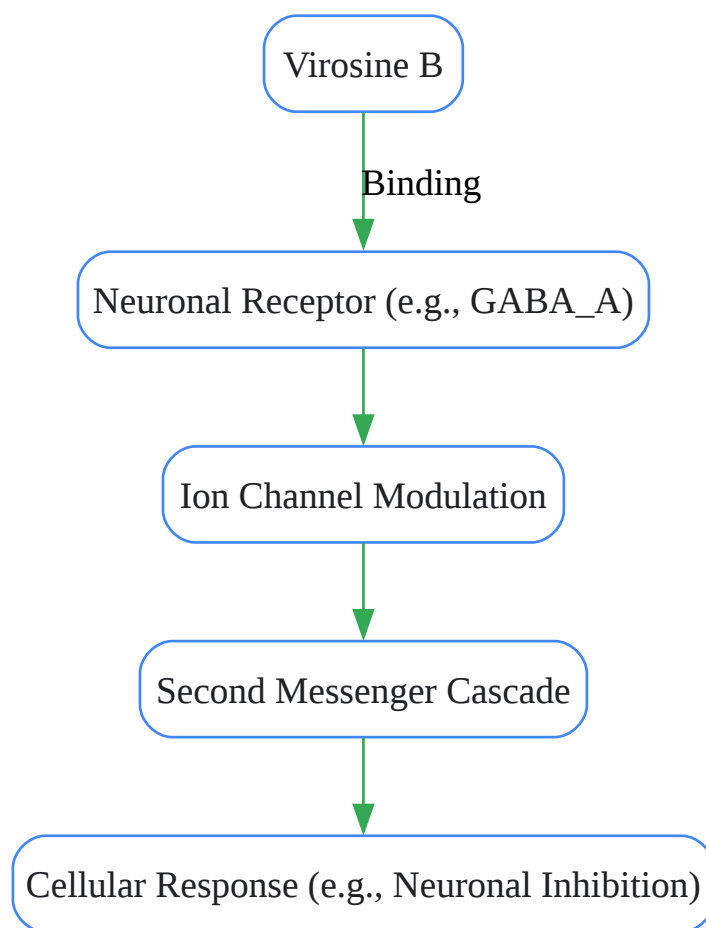 Virosine B
Binding
Neuronal Receptor (e.g., GABA_A)
Ion Channel Modulation
Second Messenger Cascade
Cellular Response (e.g., Neuronal Inhibition)